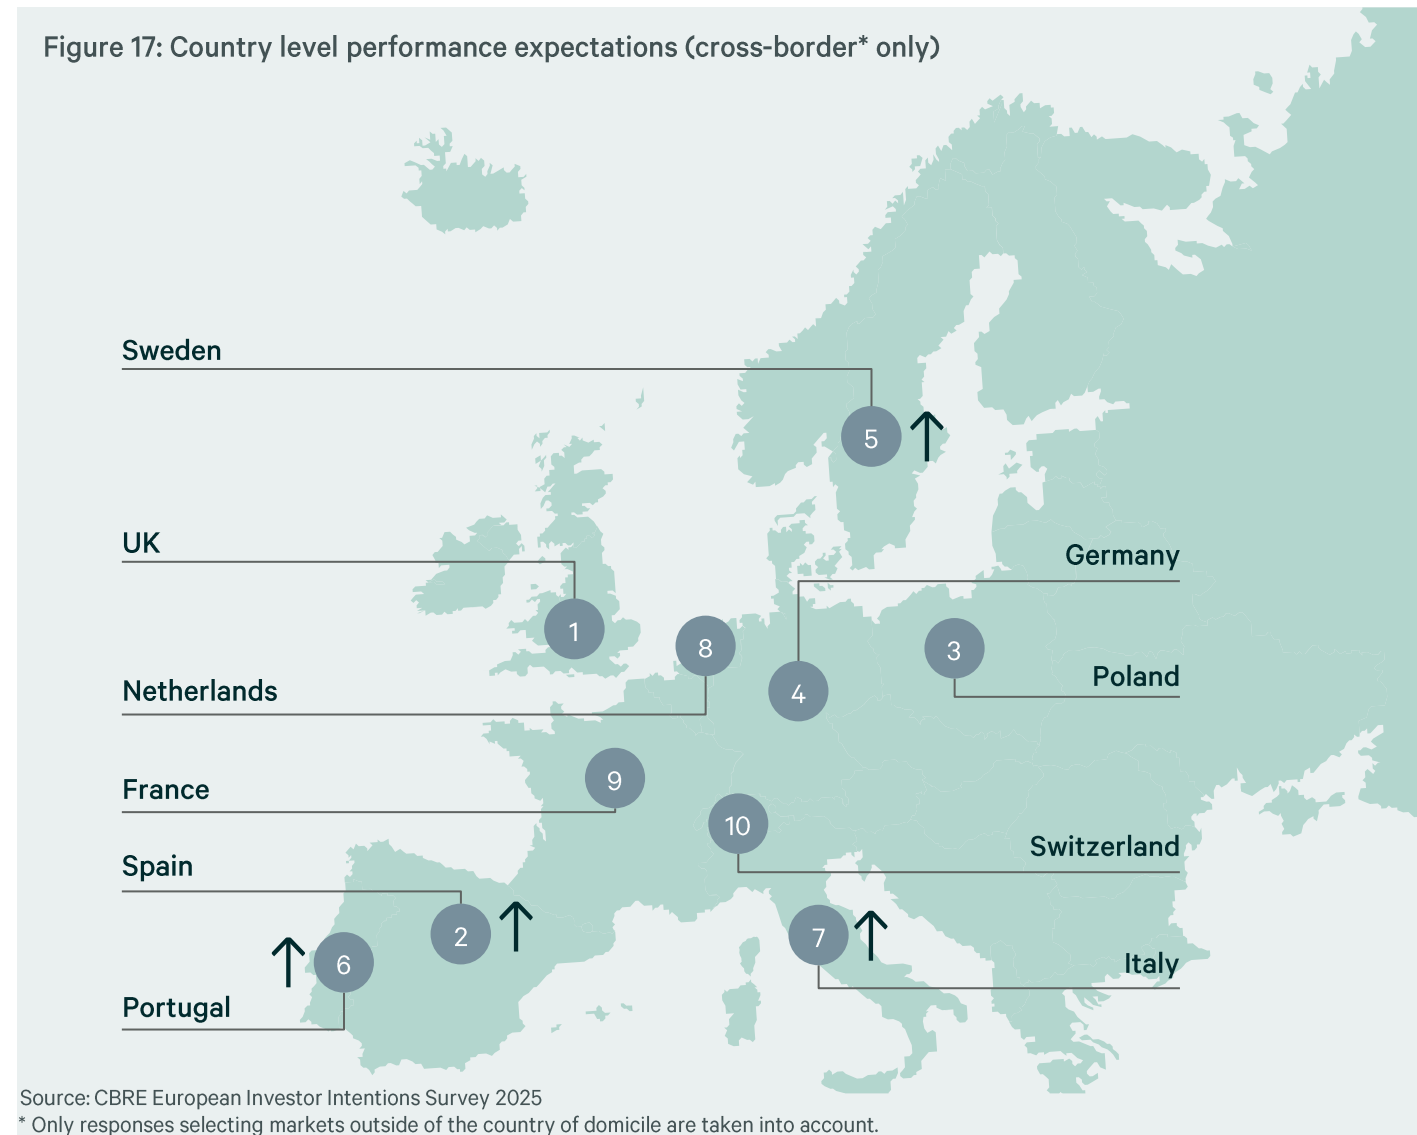 Figure 17: Country level performance expectations (cross-border* only)
Sweden
5
UK
1
Germany
Netherlands
8
4
3
Poland
France
9
10
Switzerland
Spain
2
7
Italy
6
Portugal
Source: CBRE European Investor Intentions Survey 2025
* Only responses selecting markets outside of the country of domicile are taken into account.